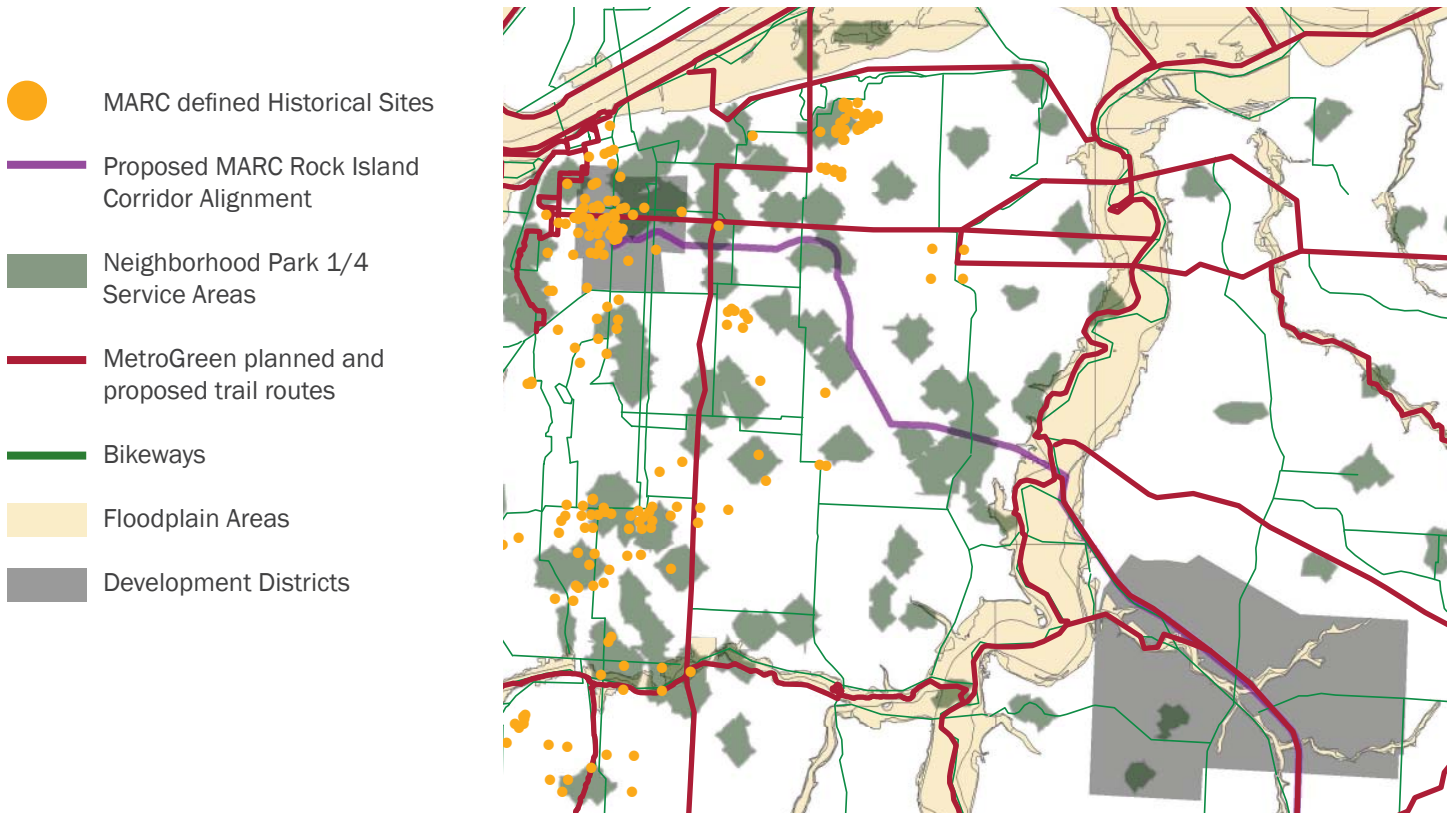 MARC defined Historical Sites
Proposed MARC Rock Island
Corridor Alignment
Neighborhood Park 1/4
Service Areas
MetroGreen planned and
proposed trail routes
Bikeways
Floodplain Areas
Development Districts